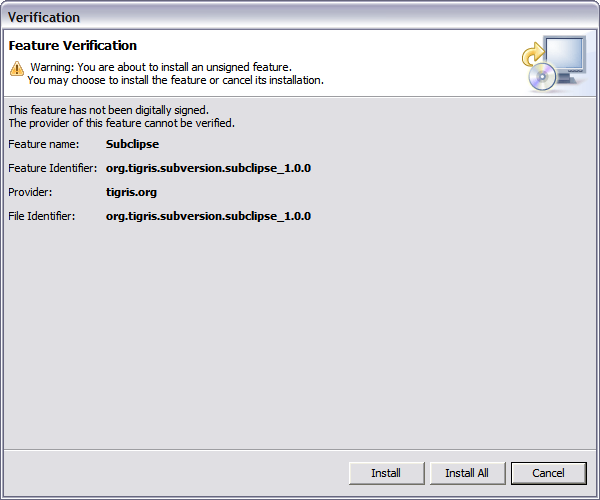 Verification
Feature Verification
Warning: You are about to install an unsigned feature.
You may choose to install the feature or cancel its installation.
This feature has not been digitally signed.
The provider of this feature cannot be verified.
Feature name: Subclipse
Feature Identifier: org.tigris.subversion.subclipse_1.0.0
Provider: tigris.org
File Identifier: org.tigris.subversion.subclipse_1.0.0
Install Install All Cancel